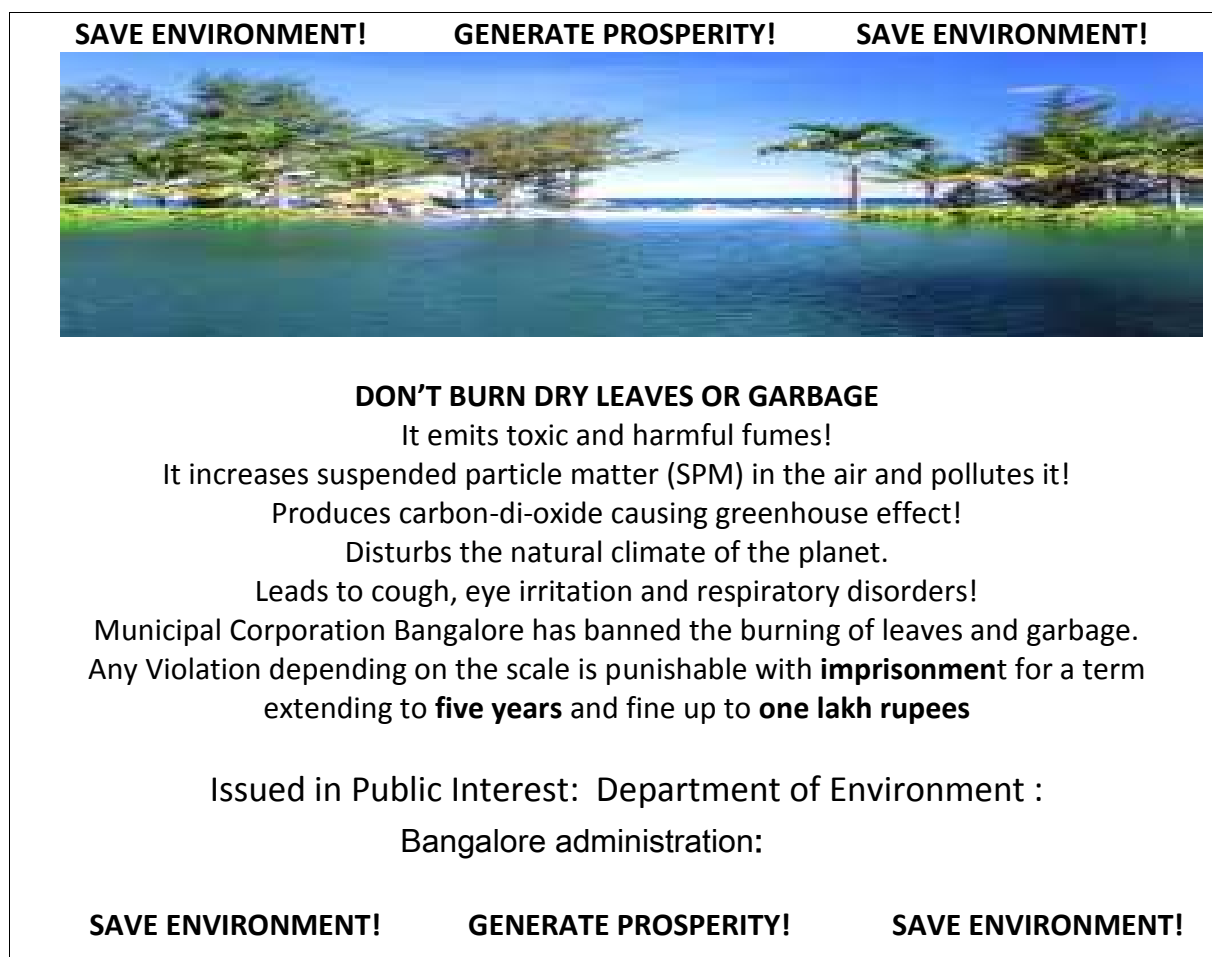 SAVE ENVIRONMENT! GENERATE PROSPERITY! SAVE ENVIRONMENT!
DON’T BURN DRY LEAVES OR GARBAGE
It emits toxic and harmful fumes!
It increases suspended particle matter (SPM) in the air and pollutes it!
Produces carbon-di-oxide causing greenhouse effect!
Disturbs the natural climate of the planet.
Leads to cough, eye irritation and respiratory disorders!
Municipal Corporation Bangalore has banned the burning of leaves and garbage.
Any Violation depending on the scale is punishable with imprisonment for a term
extending to five years and fine up to one lakh rupees
Issued in Public Interest: Department of Environment :
Bangalore administration:
SAVE ENVIRONMENT! GENERATE PROSPERITY! SAVE ENVIRONMENT!